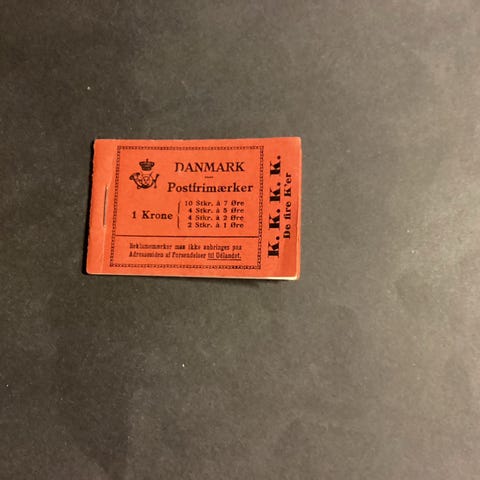 DANMARK
Postfrimærker
1 Krone
10 Stkr. à 7 Øre
4 Stkr. à 5 Øre
4 Stkr. à 2 Øre
2 Stkr. à 1 Øre
Reklamemærker maa ikke anbringes paa
Adressesiden af Forsendelser til Udlandet.
K. K. K. K.
De fire K'er